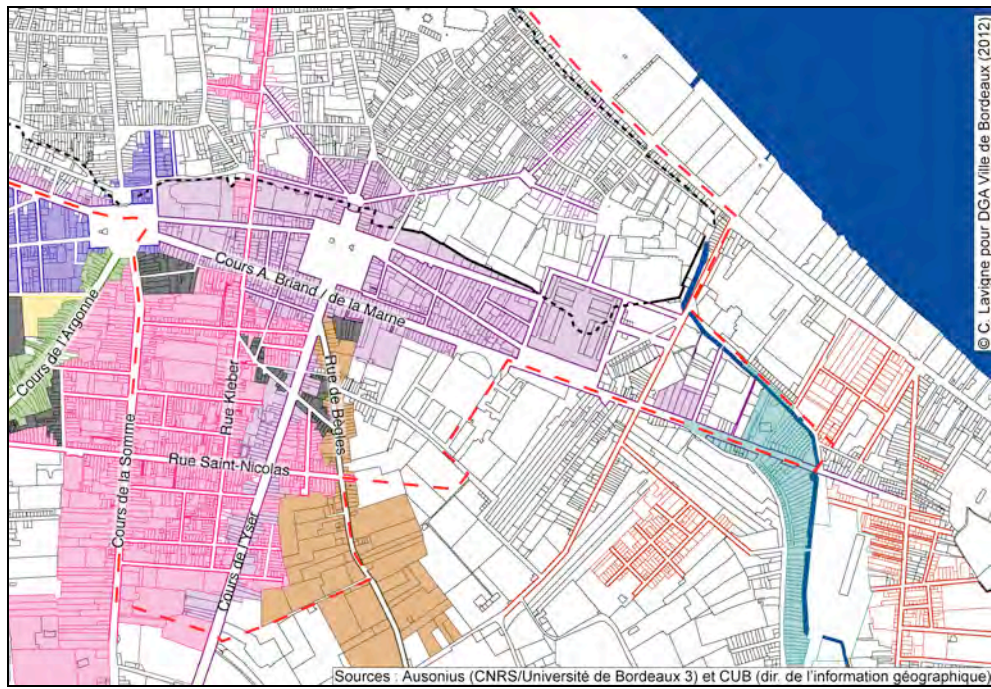 © C. Lavigne pour DGA Ville de Bordeaux (2012)
Cours A. Briand / de la Marne
Cours de l'Argonne
Rue Kleber
Rue de Bègles
Rue Saint-Nicolas
Cours de la Somme
Cours de l'Yser
Sources : Ausonius (CNRS/Université de Bordeaux 3) et CUB (dir. de l'information géographique)